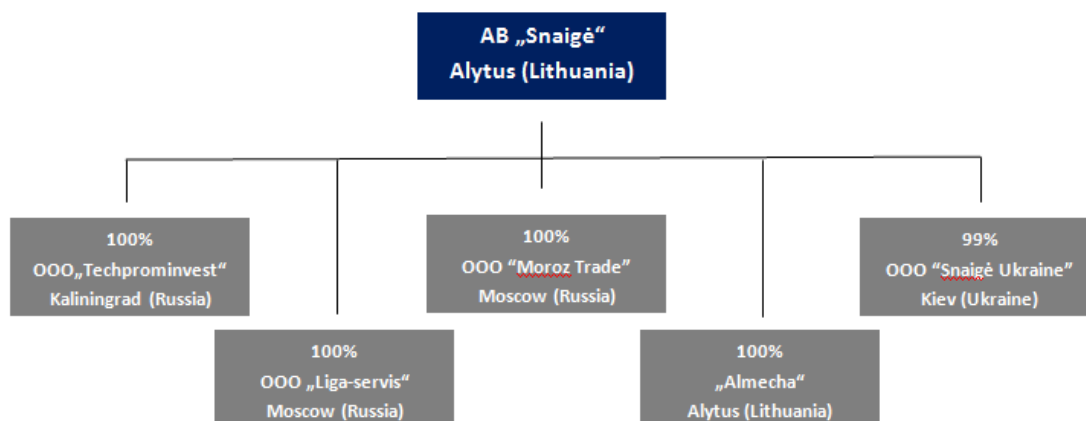 AB „Snaigė“
Alytus (Lithuania)
100%
OOO„Techprominvest“
Kaliningrad (Russia)
100%
OOO “Moroz Trade”
Moscow (Russia)
99%
OOO “Snaigė Ukraine”
Kiev (Ukraine)
100%
OOO „Liga-servis“
Moscow (Russia)
100%
„Almecha“
Alytus (Lithuania)